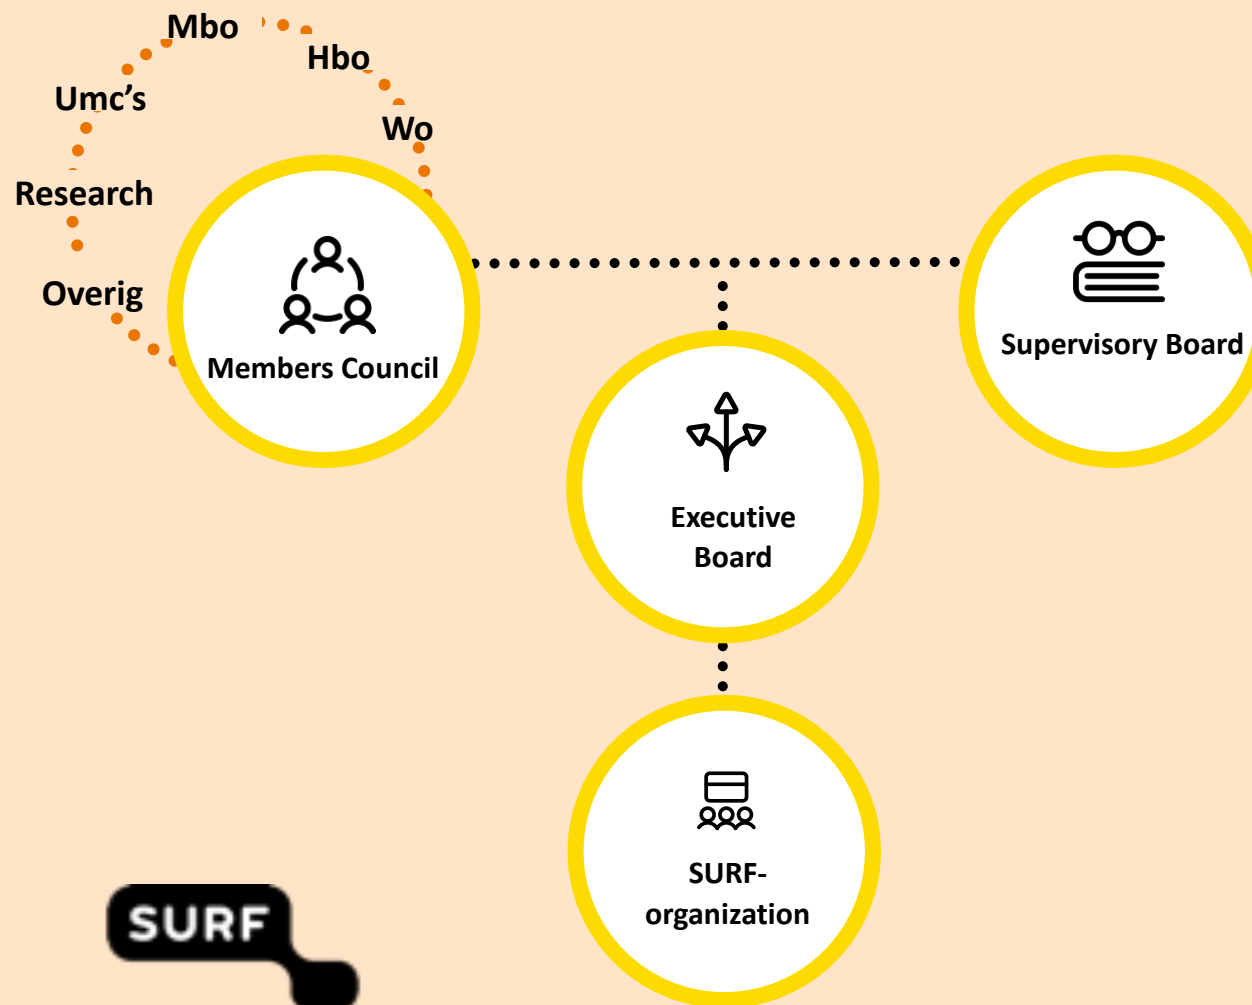 Mbo
Hbo
Umc’s
Wo
Research
Overig
Members Council
Supervisory Board
Executive
Board
SURF-
organization
SURF